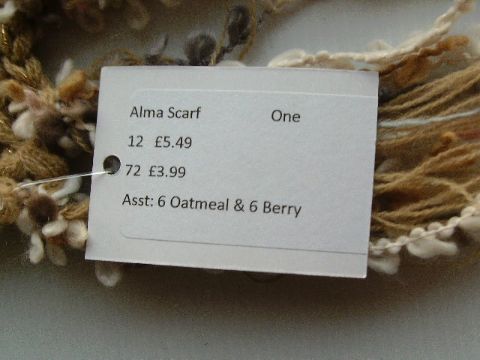 Alma Scarf One
12 £5.49
72 £3.99
Asst: 6 Oatmeal & 6 Berry